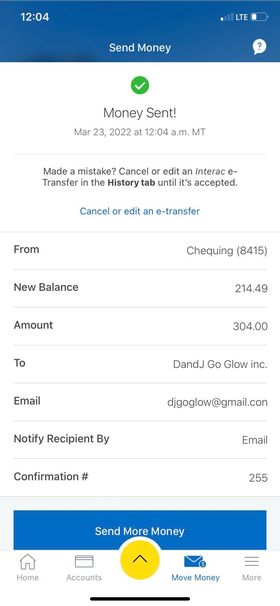 12:04
LTE
Send Money
?
Money Sent!
Mar 23, 2022 at 12:04 a.m. MT
Made a mistake? Cancel or edit an Interac e-
Transfer in the History tab until it's accepted.
Cancel or edit an e-transfer
From Chequing (8415)
New Balance 214.49
Amount 304.00
To DandJ Go Glow inc.
Email djgoglow@gmail.con
Notify Recipient By Email
Confirmation # 255
Send More Money
Home Accounts Move Money More